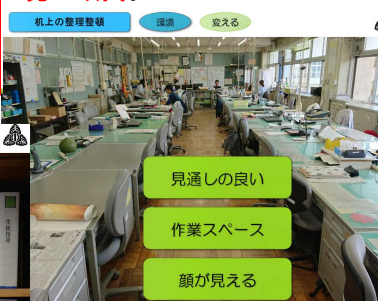 机上の整理整頓
環境
変える
見通しの良い
作業スペース
顔が見える